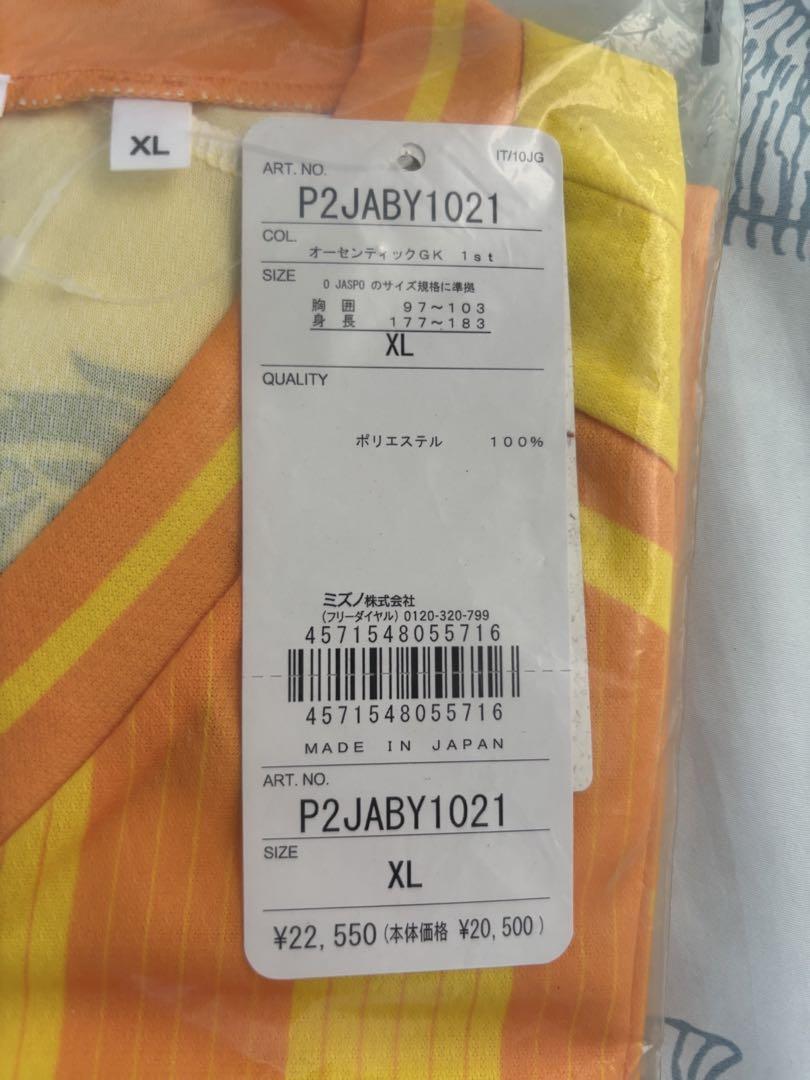 XL
IT/10JG
ART. NO.
P2JABY1021
COL.
オーセンティックGK 1st
SIZE
O JASPO のサイズ規格に準拠
胸 囲 97～103
身 長 177～183
XL
QUALITY
ポリエステル 100%
ミズノ株式会社
(フリーダイヤル) 0120-320-799
4571548055716
4571548055716
MADE IN JAPAN
ART. NO.
P2JABY1021
SIZE
XL
¥22,550(本体価格 ¥20,500)